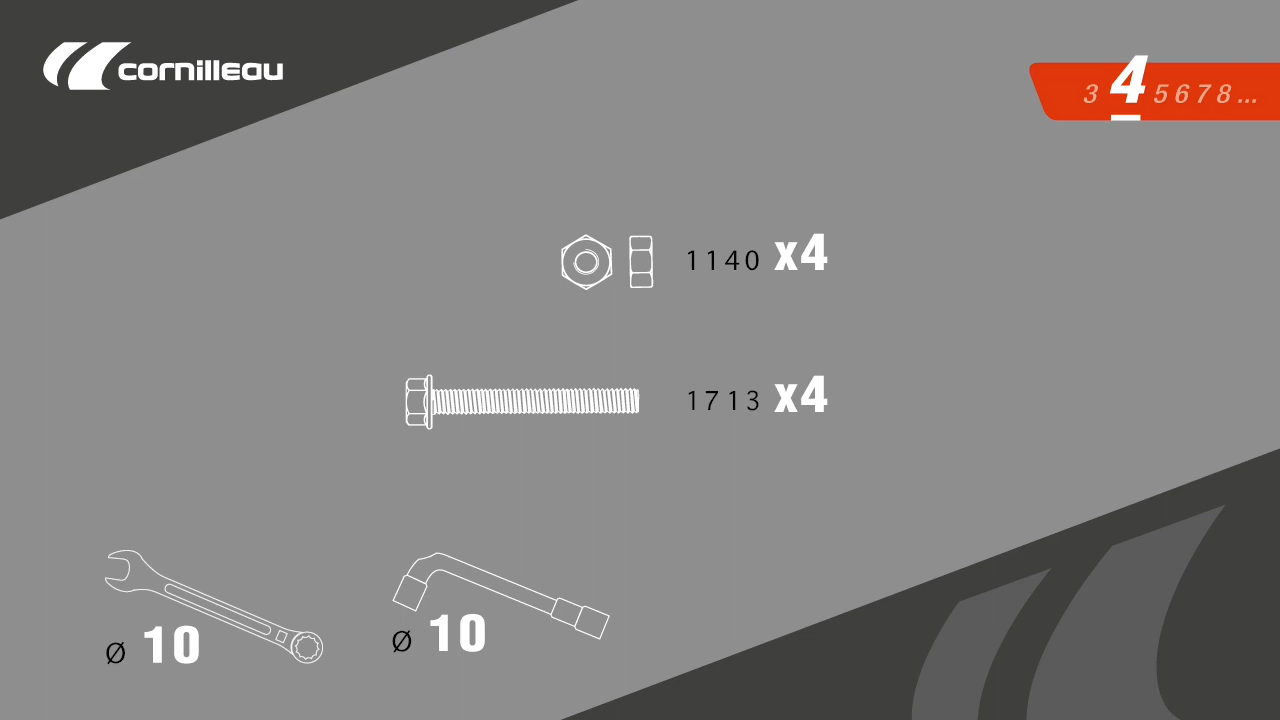 cornilleau
3 4 5 6 7 8 ...
1140 x4
1713 x4
Ø 10
Ø 10